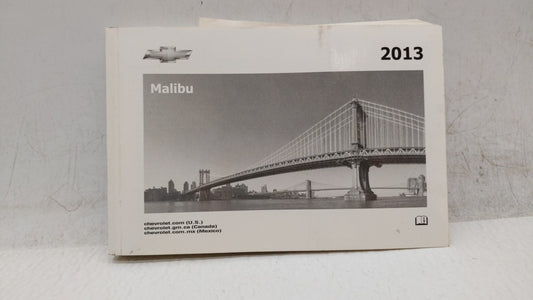 2013
Malibu
chevrolet.com (U.S.)
chevrolet.gm.ca (Canada)
chevrolet.com.mx (Mexico)